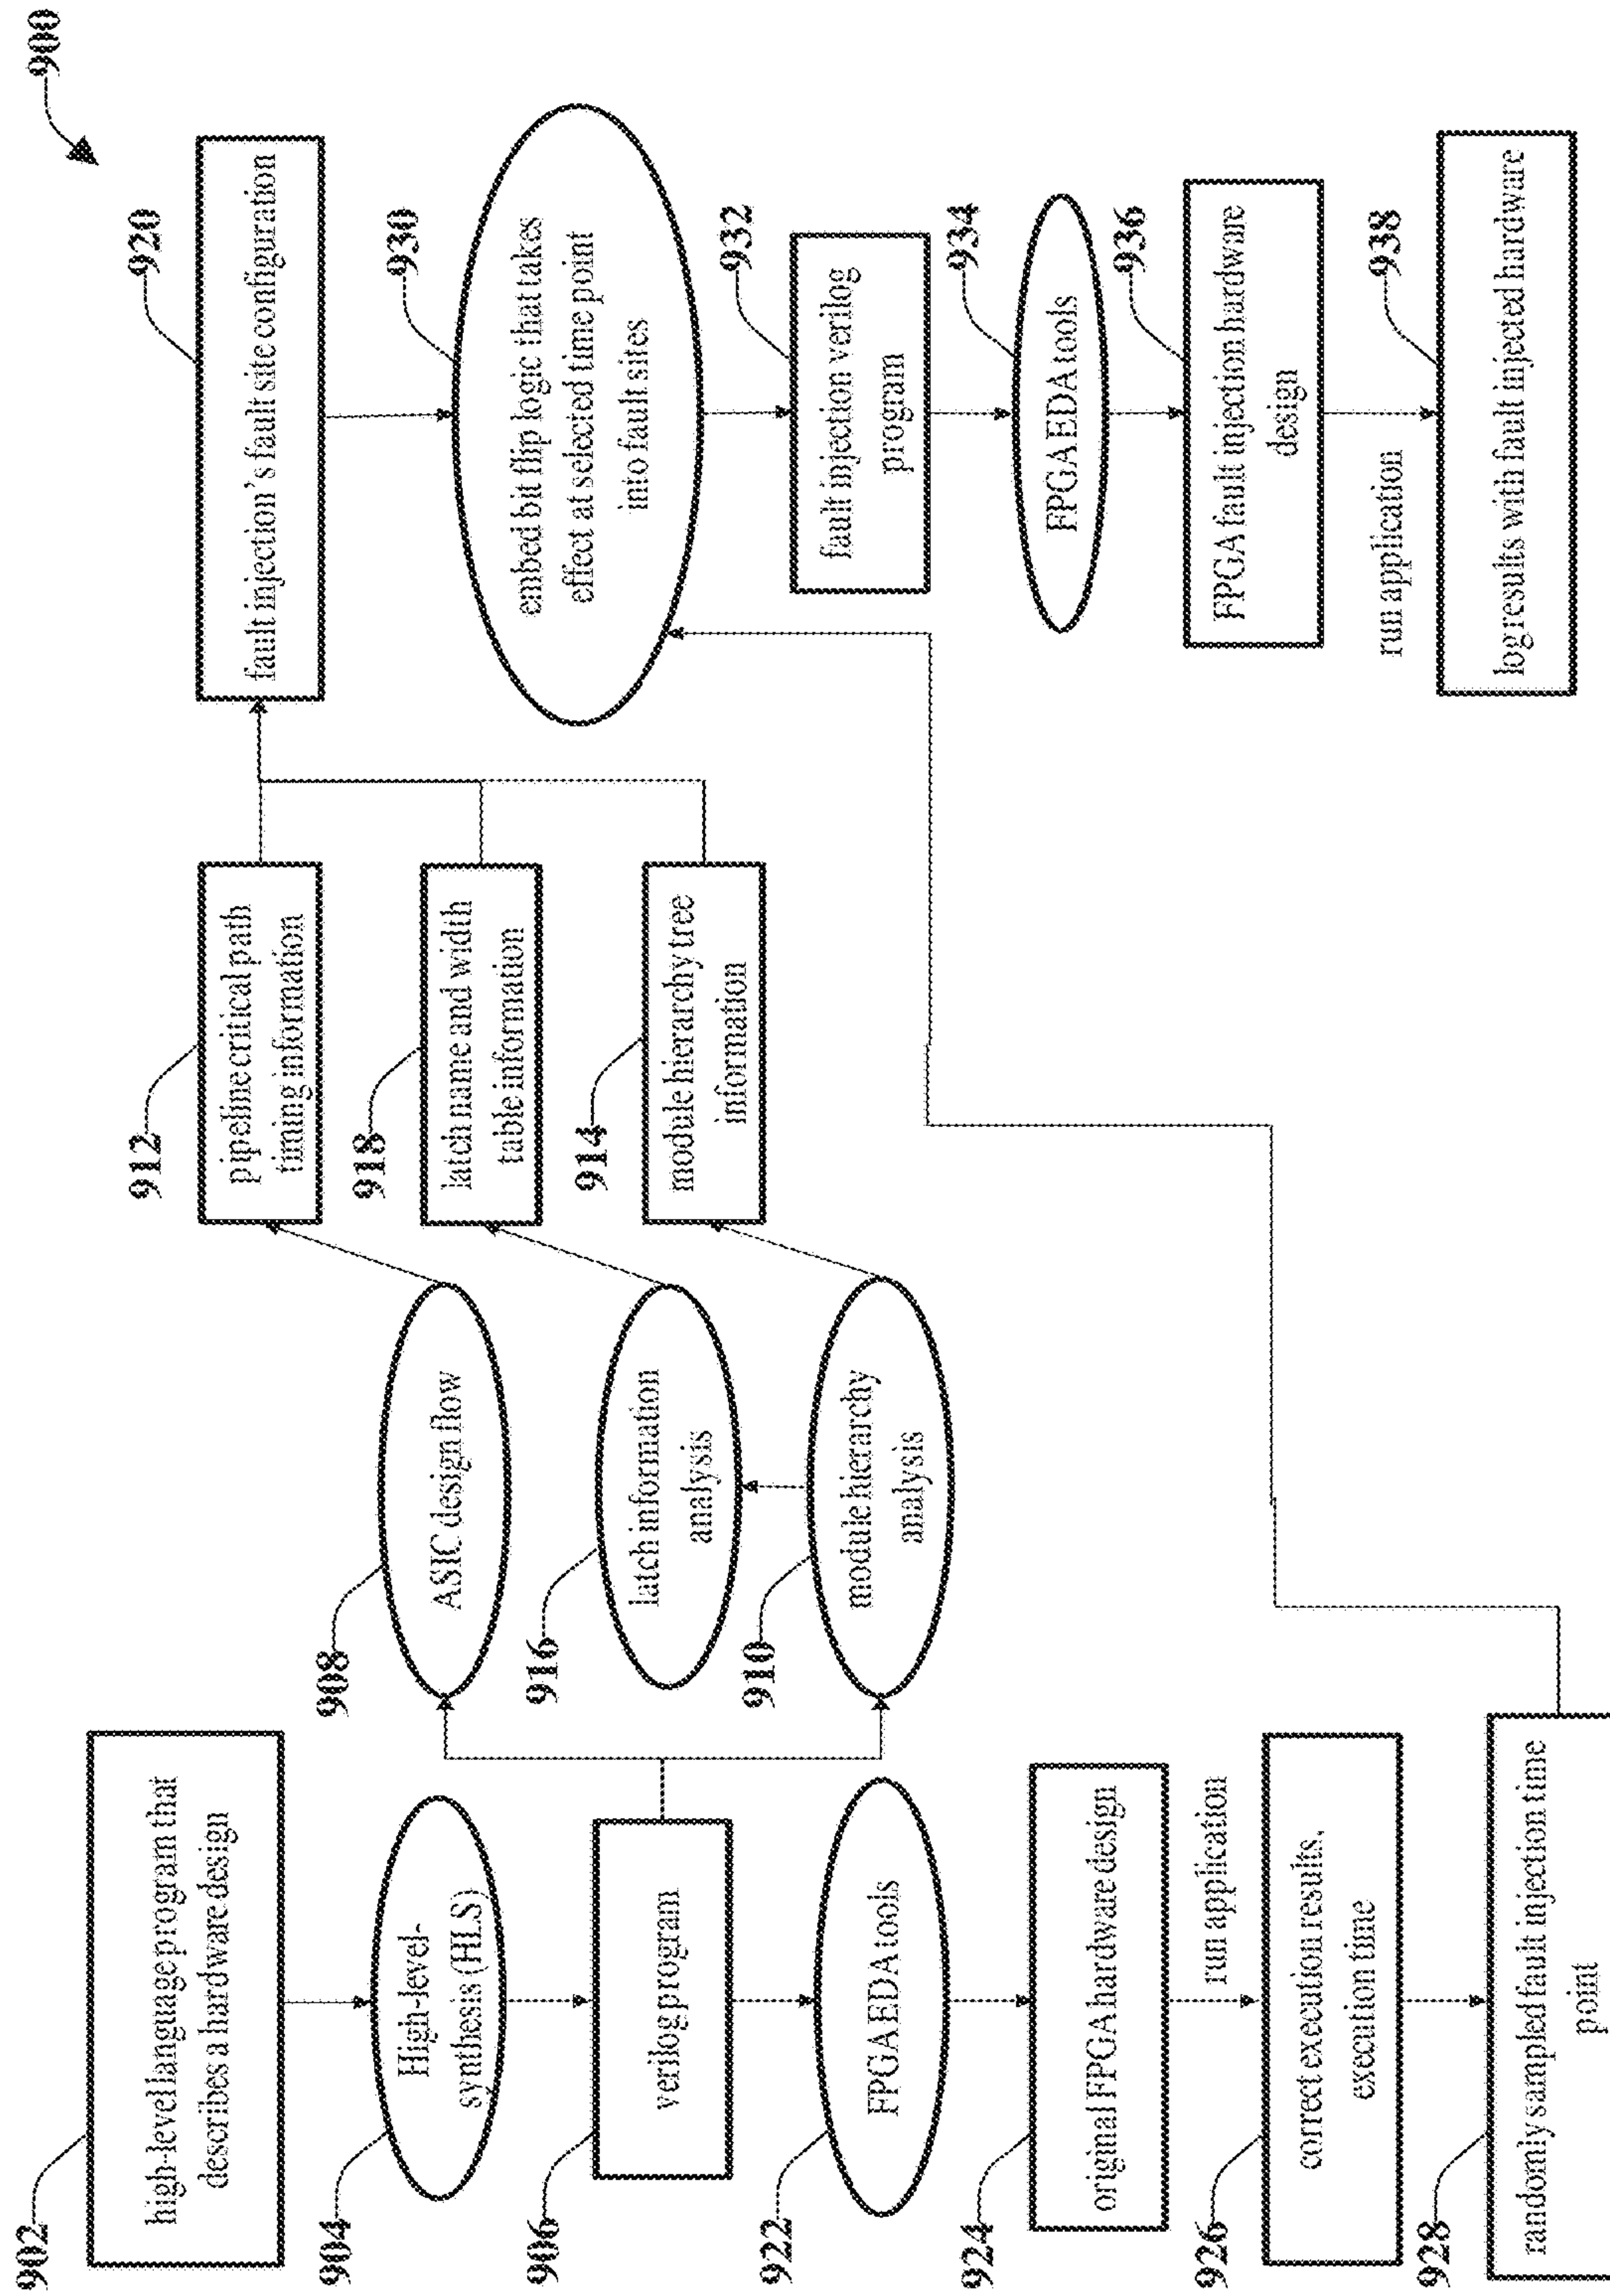 900
902
high-level language program that
describes a hardware design
904
High-level-
synthesis (HLS)
906
verilog program
922
FPGA EDA tools
924
original FPGA hardware design
run application
926
correct execution results,
execution time
928
randomly sampled fault injection time
point
908
ASIC design flow
916
latch information
analysis
910
module hierarchy
analysis
912
pipeline critical path
timing information
918
latch name and width
table information
914
module hierarchy tree
information
920
fault injection's fault site configuration
930
embed bit flip logic that takes
effect at selected time point
into fault sites
932
fault injection verilog
program
934
FPGA EDA tools
936
FPGA fault injection hardware
design
run application
938
log results with fault injected hardware